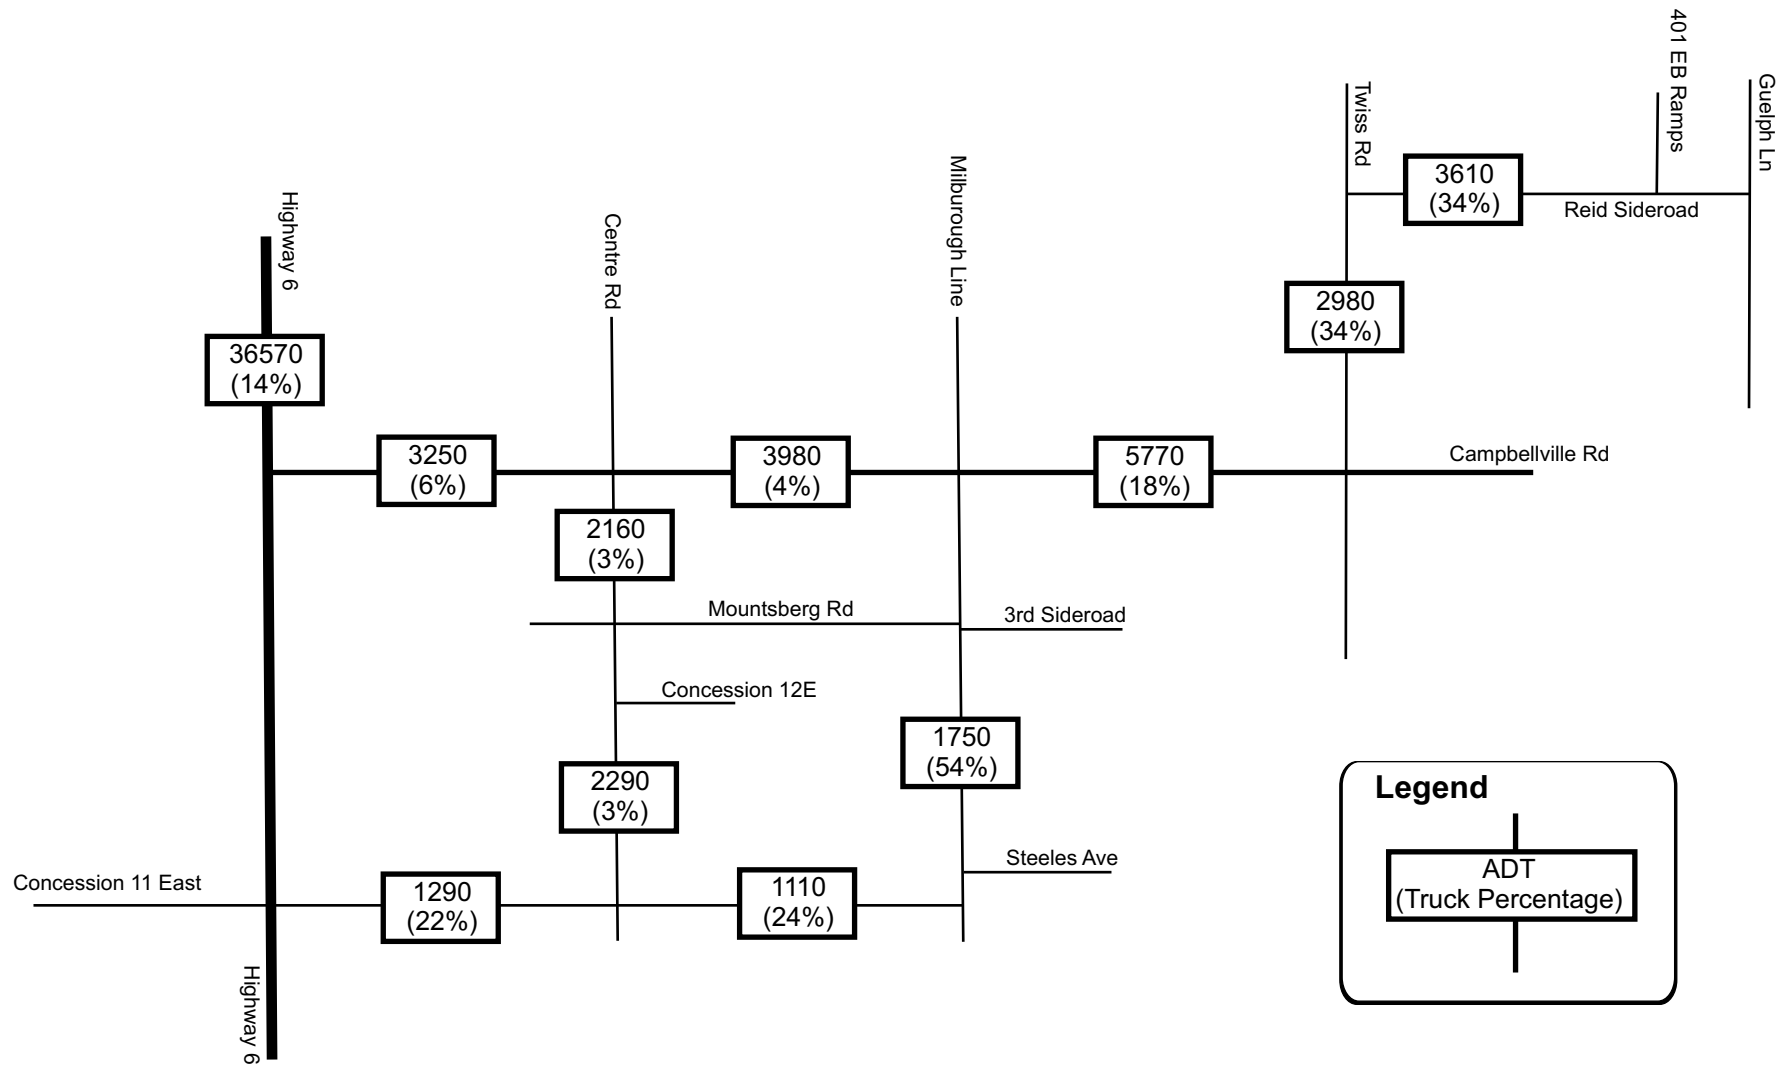 401 EB Ramps
Guelph Ln
Twiss Rd
3610
(34%)
Reid Sideroad
Milburough Line
Highway 6
Centre Rd
2980
(34%)
36570
(14%)
3250
(6%)
3980
(4%)
5770
(18%)
Campbellville Rd
2160
(3%)
Mountsberg Rd
3rd Sideroad
Concession 12E
1750
(54%)
2290
(3%)
Legend
ADT
(Truck Percentage)
Steeles Ave
Concession 11 East
1290
(22%)
1110
(24%)
Highway 6